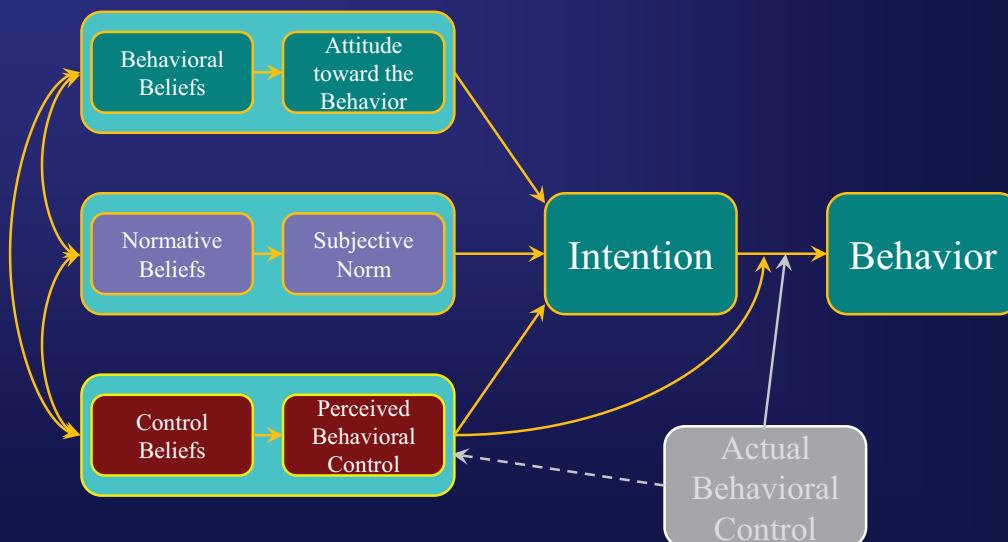 Behavioral
Beliefs
Attitude
toward the
Behavior
Normative
Beliefs
Subjective
Norm
Intention
Behavior
Control
Beliefs
Perceived
Behavioral
Control
Actual
Behavioral
Control